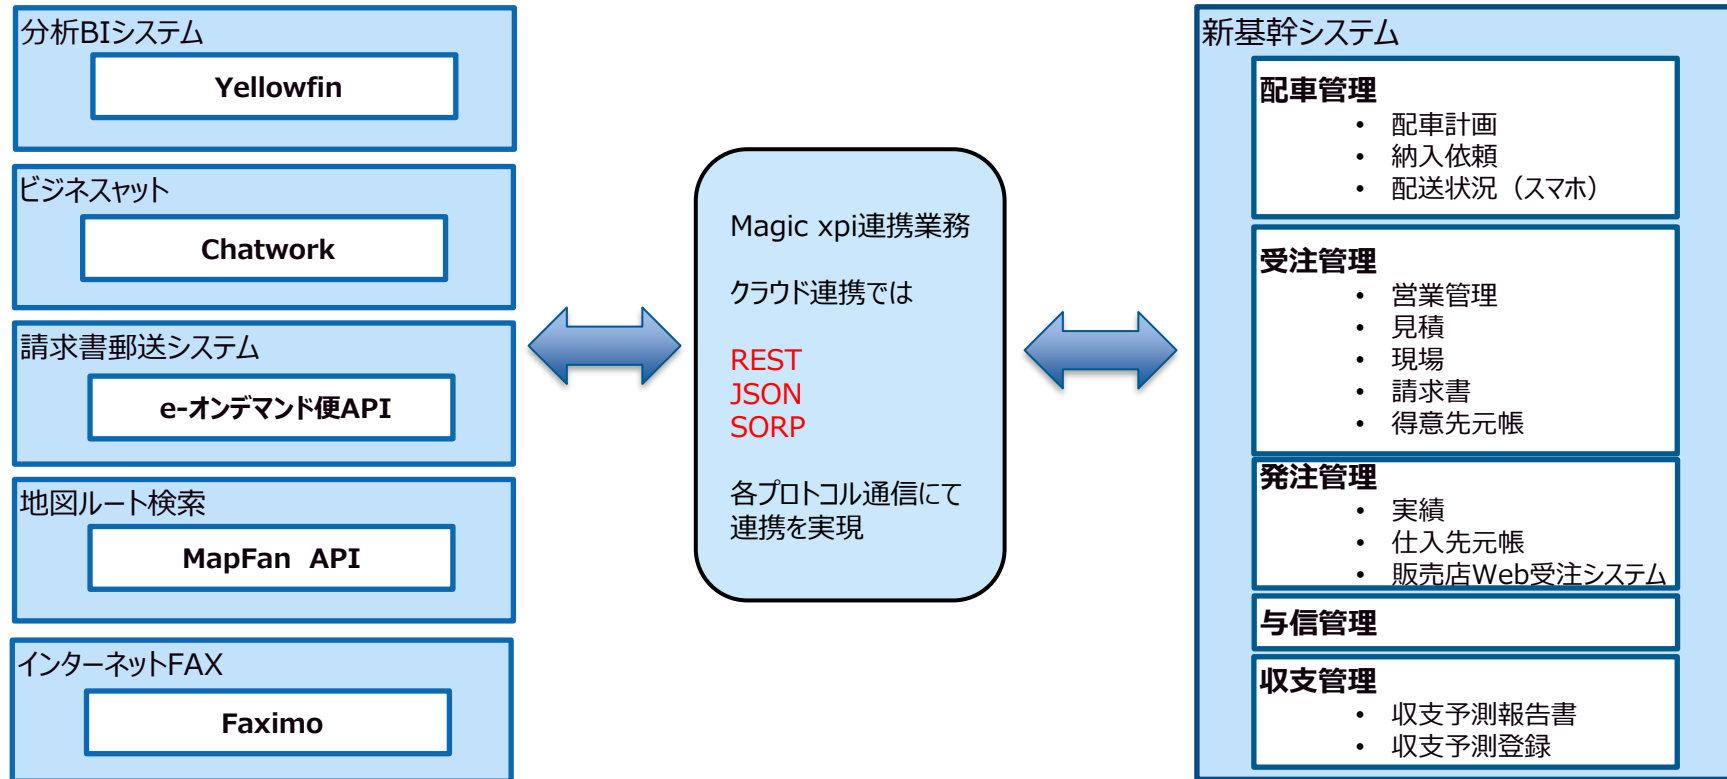 分析BIシステム
Yellowfin
ビジネスャット
Chatwork
請求書郵送システム
e-オンデマンド便API
地図ルート検索
MapFan API
インターネットFAX
Faximo
Magic xpi連携業務
クラウド連携では
REST
JSON
SORP
各プロトコル通信にて
連携を実現
新基幹システム
配車管理
• 配車計画
• 納入依頼
• 配送状況（スマホ）
受注管理
• 営業管理
• 見積
• 現場
• 請求書
• 得意先元帳
発注管理
• 実績
• 仕入先元帳
• 販売店Web受注システム
与信管理
収支管理
• 収支予測報告書
• 収支予測登録